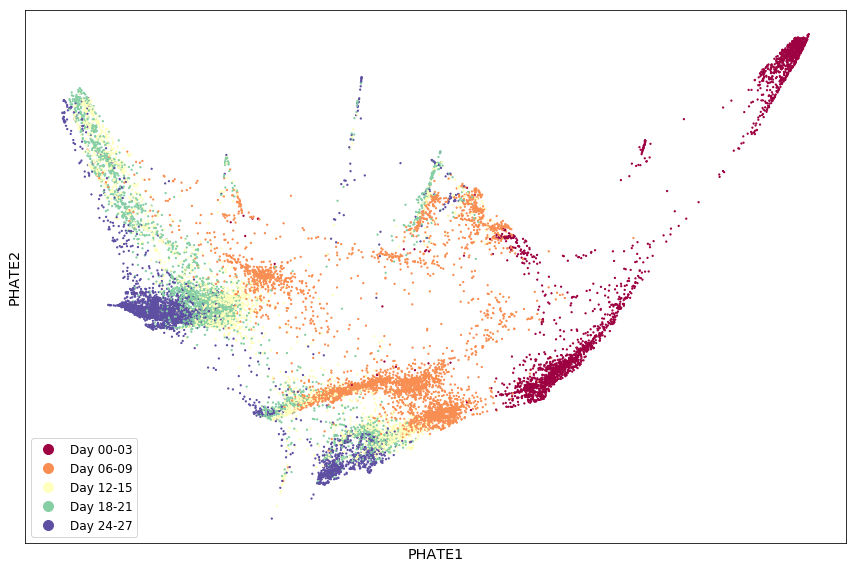 PHATE2
Day 00-03
Day 06-09
Day 12-15
Day 18-21
Day 24-27
PHATE1